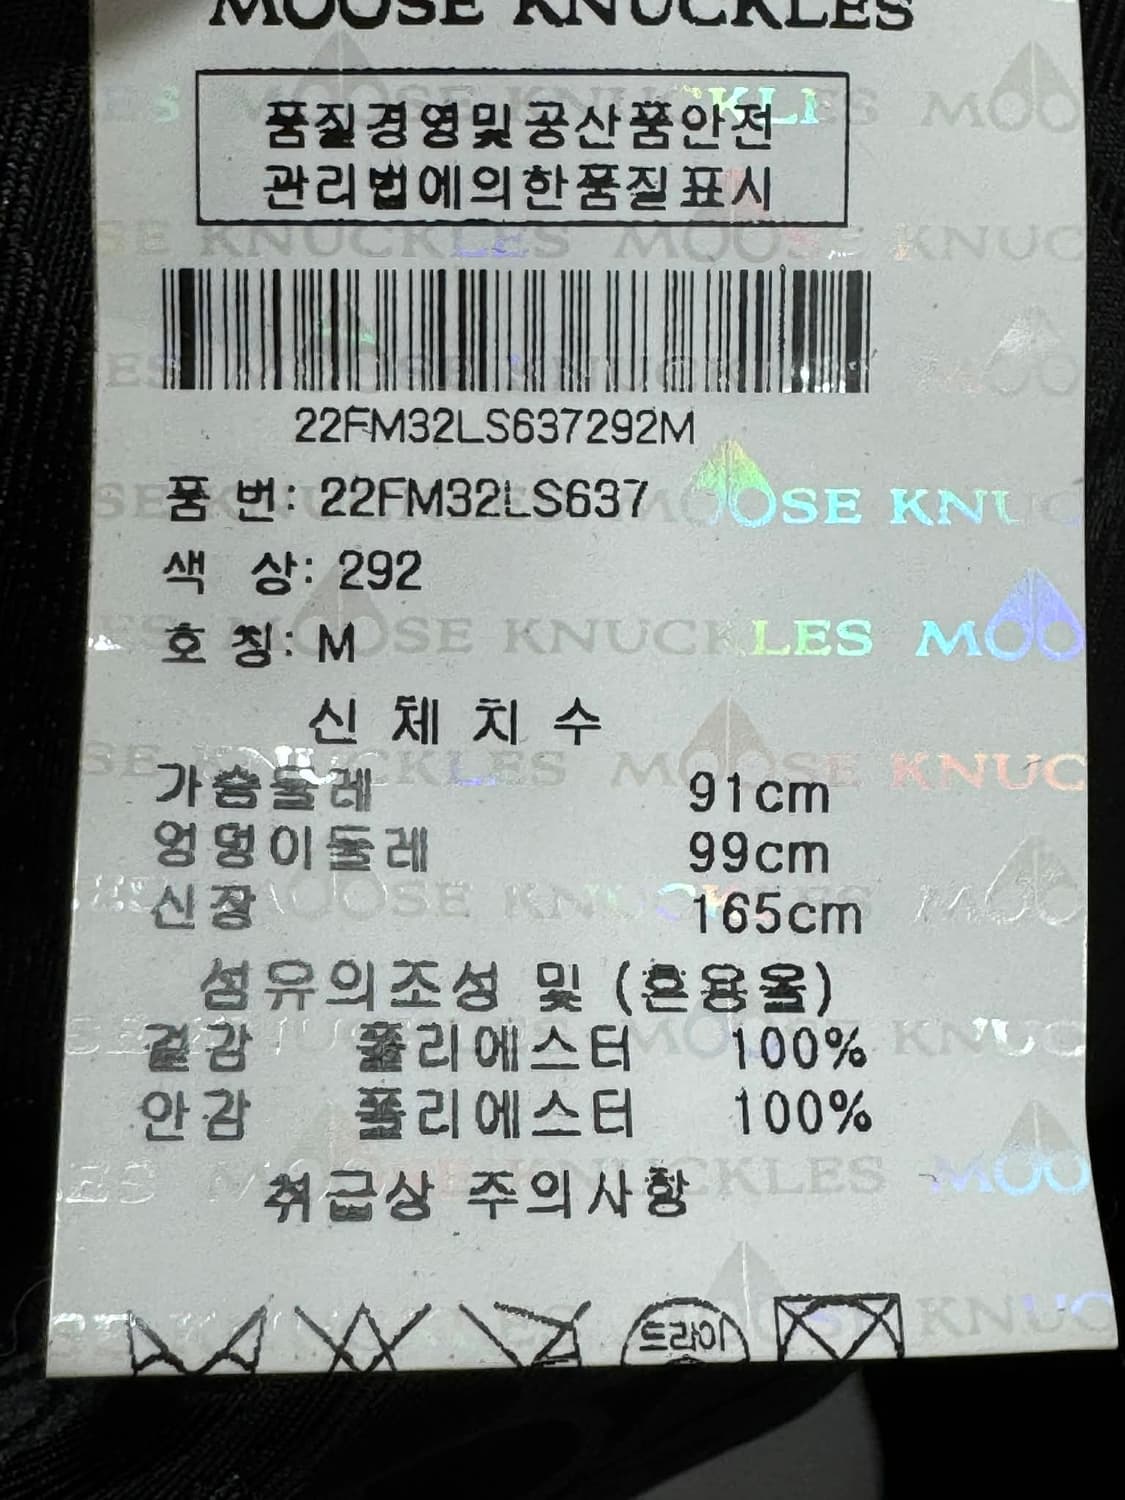 MOOSE KNUCKLES
품질경영및공산품안전
관리법에의한품질표시
22FM32LS637292M
품 번: 22FM32LS637
색 상: 292
호 칭: M
신 체 치 수
가슴둘레 91cm
엉덩이둘레 99cm
신장 165cm
섬유의조성 및 (혼용율)
겉감 폴리에스터 100%
안감 폴리에스터 100%
취급상 주의사항
드라이